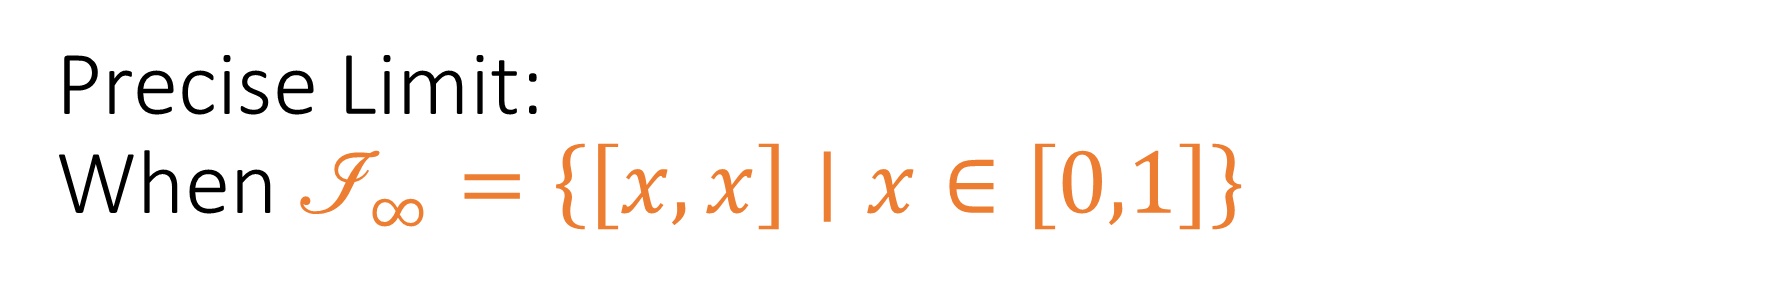 Precise Limit:
When ℐ∞ = {[x, x] | x ∈ [0,1]}